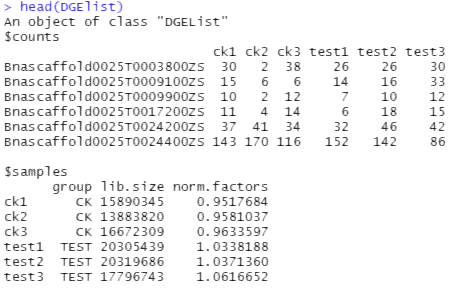 > head(DGElist)
An object of class "DGEList"
$counts
                       ck1 ck2 ck3 test1 test2 test3
Bnascaffold0025T0003800ZS  30   2  38    26    26    30
Bnascaffold0025T0009100ZS  15   6   6    14    16    33
Bnascaffold0025T0009900ZS  10   2  12     7    10    12
Bnascaffold0025T0017200ZS  11   4  14     6    18    15
Bnascaffold0025T0024200ZS  37  41  34    32    46    42
Bnascaffold0025T0024400ZS 143 170 116   152   142    86
$samples
      group lib.size norm.factors
ck1      CK 15890345    0.9517684
ck2      CK 13883820    0.9581037
ck3      CK 16672309    0.9633597
test1  TEST 20305439    1.0338188
test2  TEST 20319686    1.0371360
test3  TEST 17796743    1.0616652